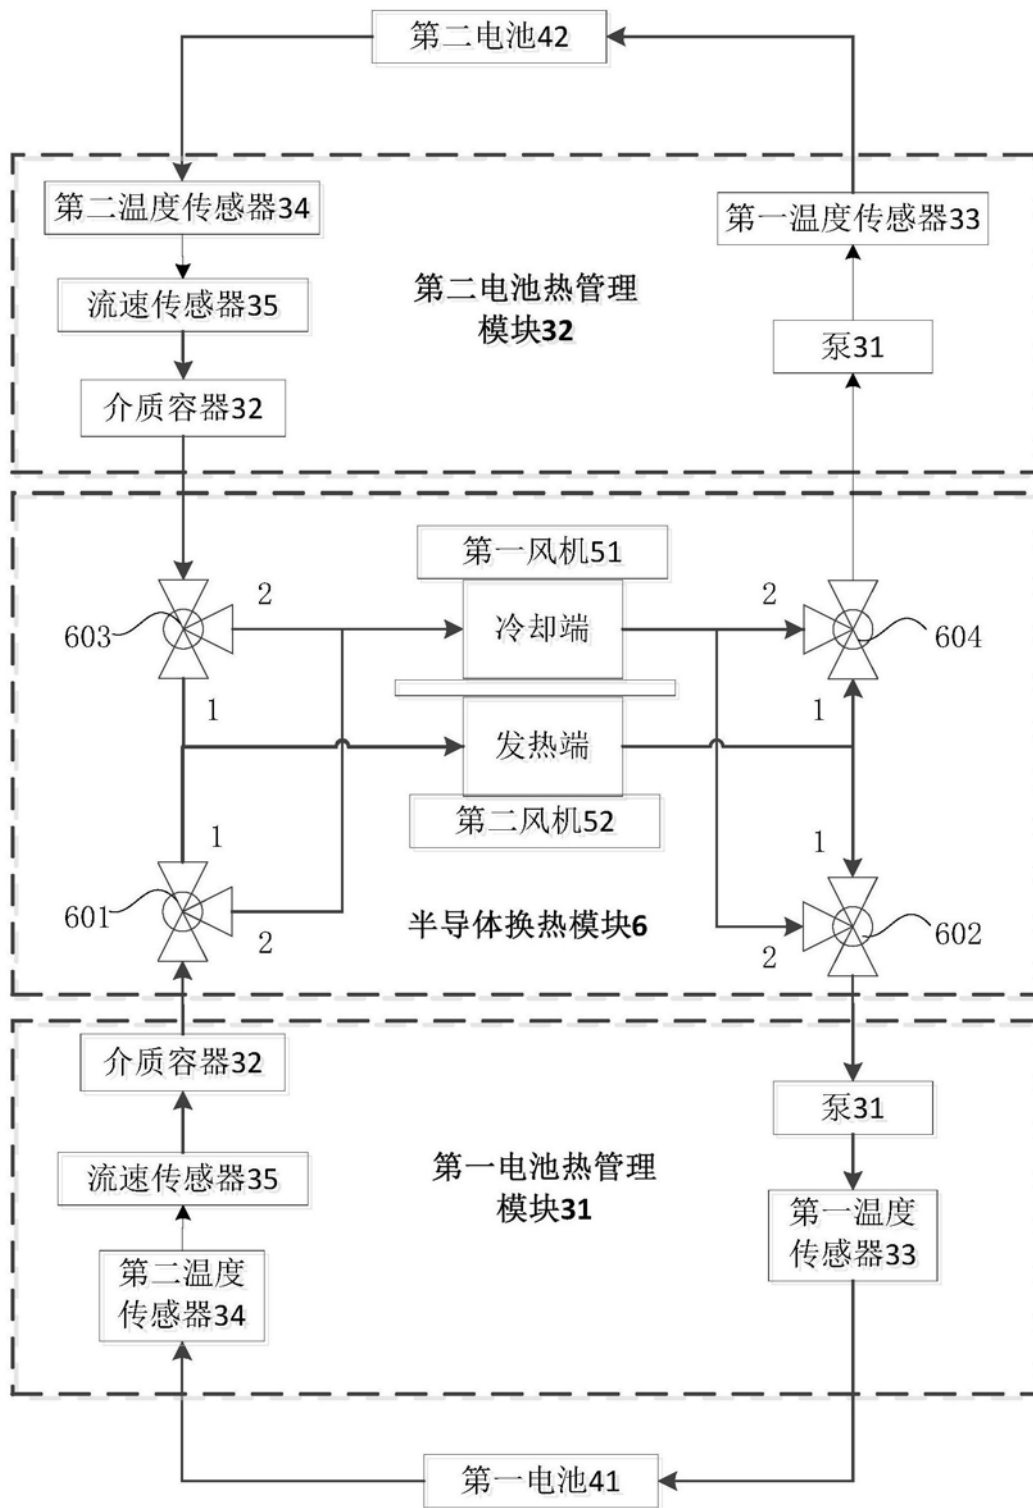 第二电池42
第二温度传感器34
第一温度传感器33
流速传感器35
第二电池热管理
模块32
泵31
介质容器32
第一风机51
2
冷却端
2
603
604
1
1
发热端
第二风机52
1
1
601
半导体换热模块6
602
2
2
介质容器32
泵31
流速传感器35
第一电池热管理
模块31
第一温度
传感器33
第二温度
传感器34
第一电池41